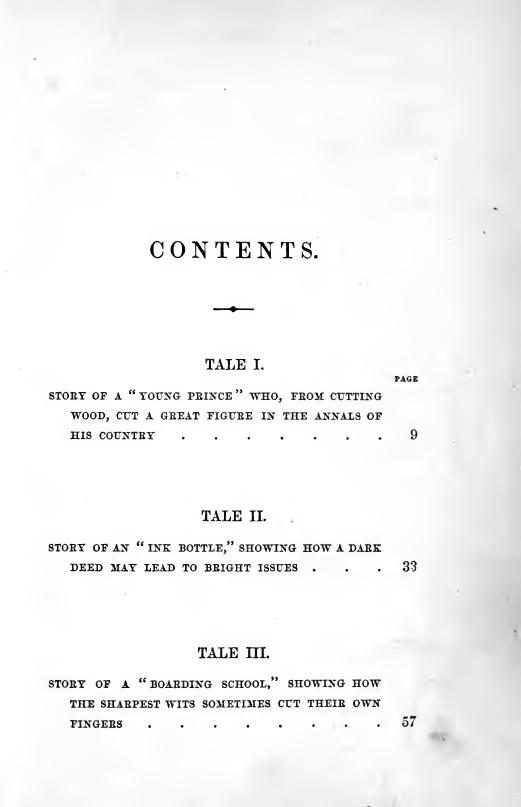 CONTENTS.
TALE I.
PAGE
STORY OF A "YOUNG PRINCE" WHO, FROM CUTTING
WOOD, CUT A GREAT FIGURE IN THE ANNALS OF
HIS COUNTRY . . . . . . . 9
TALE II.
STORY OF AN "INK BOTTLE," SHOWING HOW A DARK
DEED MAY LEAD TO BRIGHT ISSUES . . . 33
TALE III.
STORY OF A "BOARDING SCHOOL," SHOWING HOW
THE SHARPEST WITS SOMETIMES CUT THEIR OWN
FINGERS . . . . . . . . 57